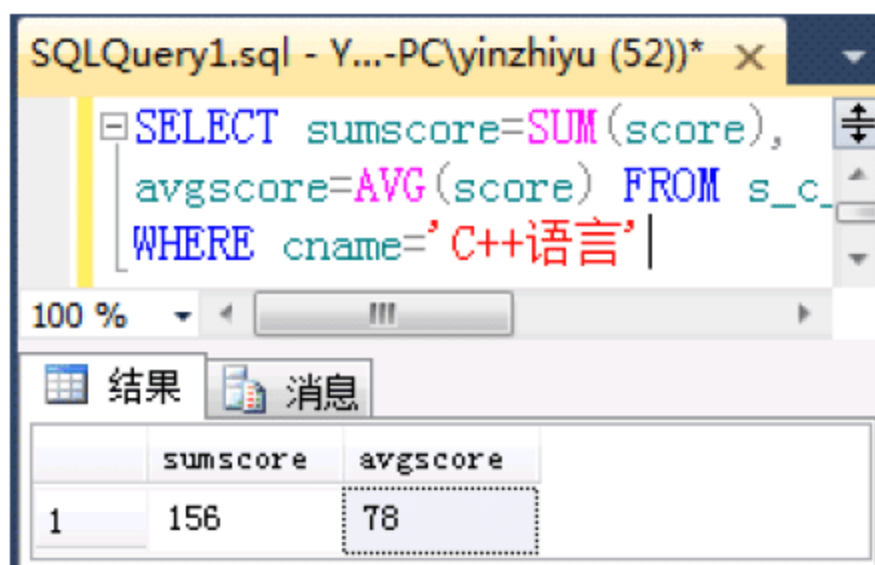 SQLQuery1.sql - Y...-PC\yinzhiyu (52))*
SELECT sumscore=SUM(score),
avgscore=AVG(score) FROM s_c_
WHERE cname='C++语言'
100 %
结果 消息
sumscore avgscore
1 156 78